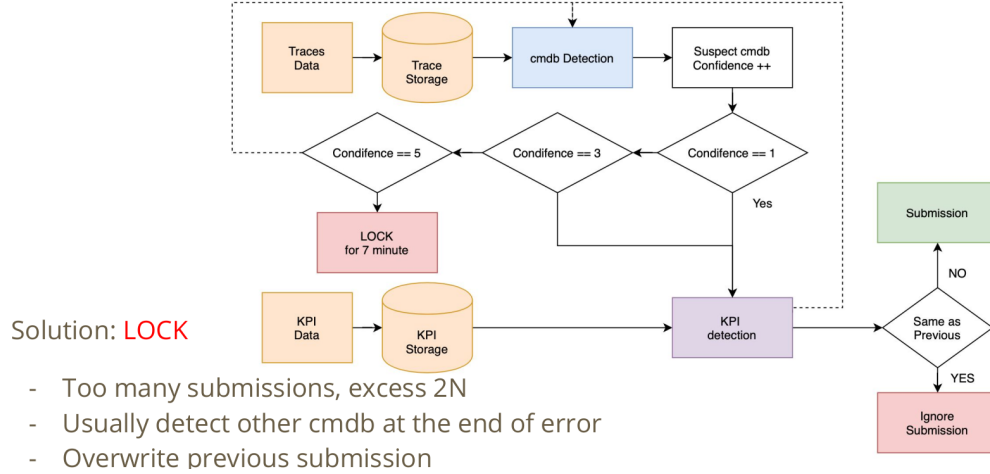 Traces
Data
Trace
Storage
cmdb Detection
Suspect cmdb
Confidence ++
Condifence == 5
Condifence == 3
Condifence == 1
Yes
LOCK
for 7 minute
Submission
NO
KPI
Data
KPI
Storage
KPI
detection
Same as
Previous
YES
Ignore
Submission
Solution: LOCK
- Too many submissions, excess 2N
- Usually detect other cmdb at the end of error
- Overwrite previous submission